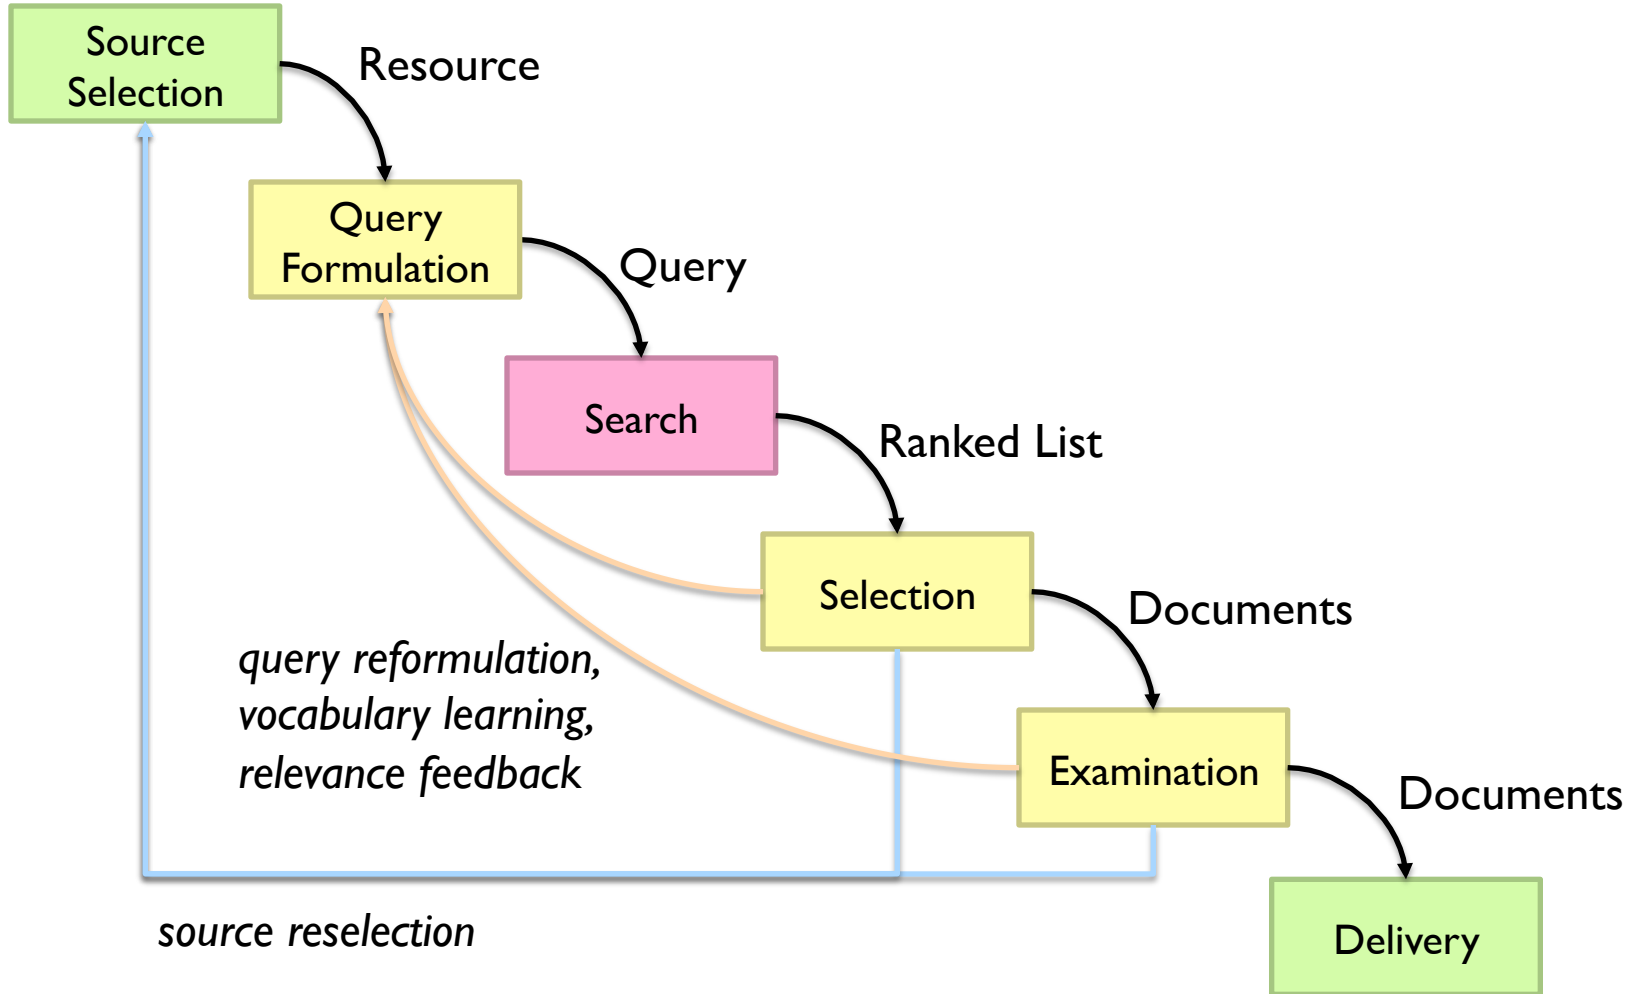 Source
Selection
Resource
Query
Formulation
Query
Search
Ranked List
Selection
Documents
query reformulation,
vocabulary learning,
relevance feedback
Examination
Documents
source reselection
Delivery